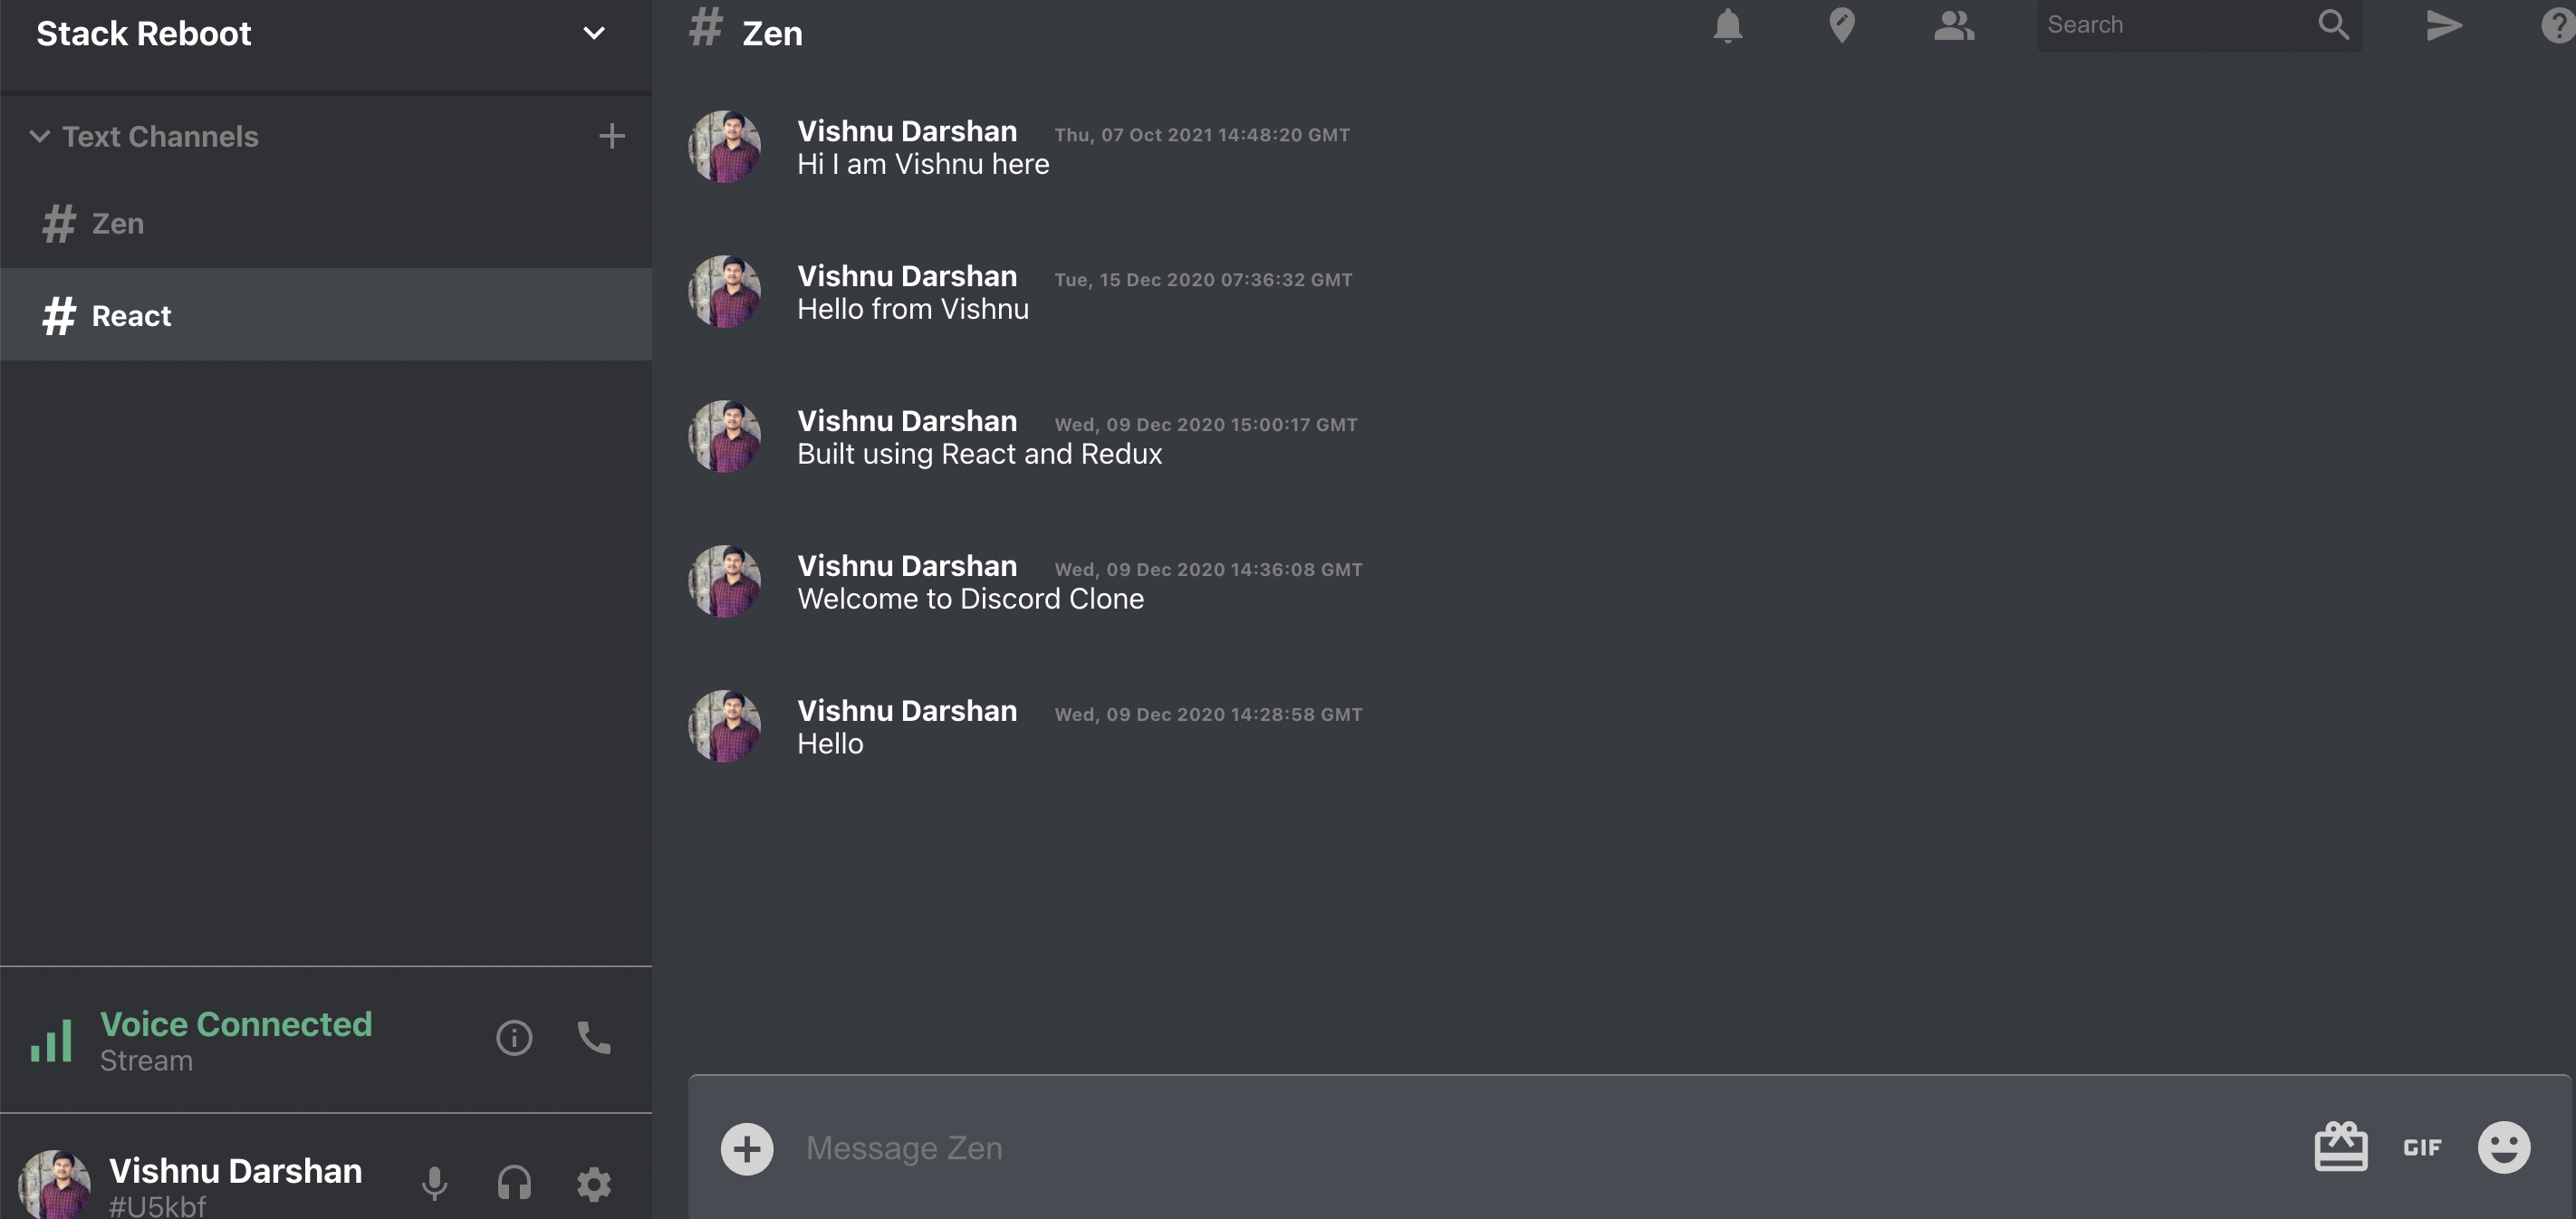 Stack Reboot
Text Channels
# Zen
# React
Voice Connected
Stream
Vishnu Darshan
#U5kbf
# Zen
Search
Vishnu Darshan Thu, 07 Oct 2021 14:48:20 GMT
Hi I am Vishnu here
Vishnu Darshan Tue, 15 Dec 2020 07:36:32 GMT
Hello from Vishnu
Vishnu Darshan Wed, 09 Dec 2020 15:00:17 GMT
Built using React and Redux
Vishnu Darshan Wed, 09 Dec 2020 14:36:08 GMT
Welcome to Discord Clone
Vishnu Darshan Wed, 09 Dec 2020 14:28:58 GMT
Hello
Message Zen
GIF